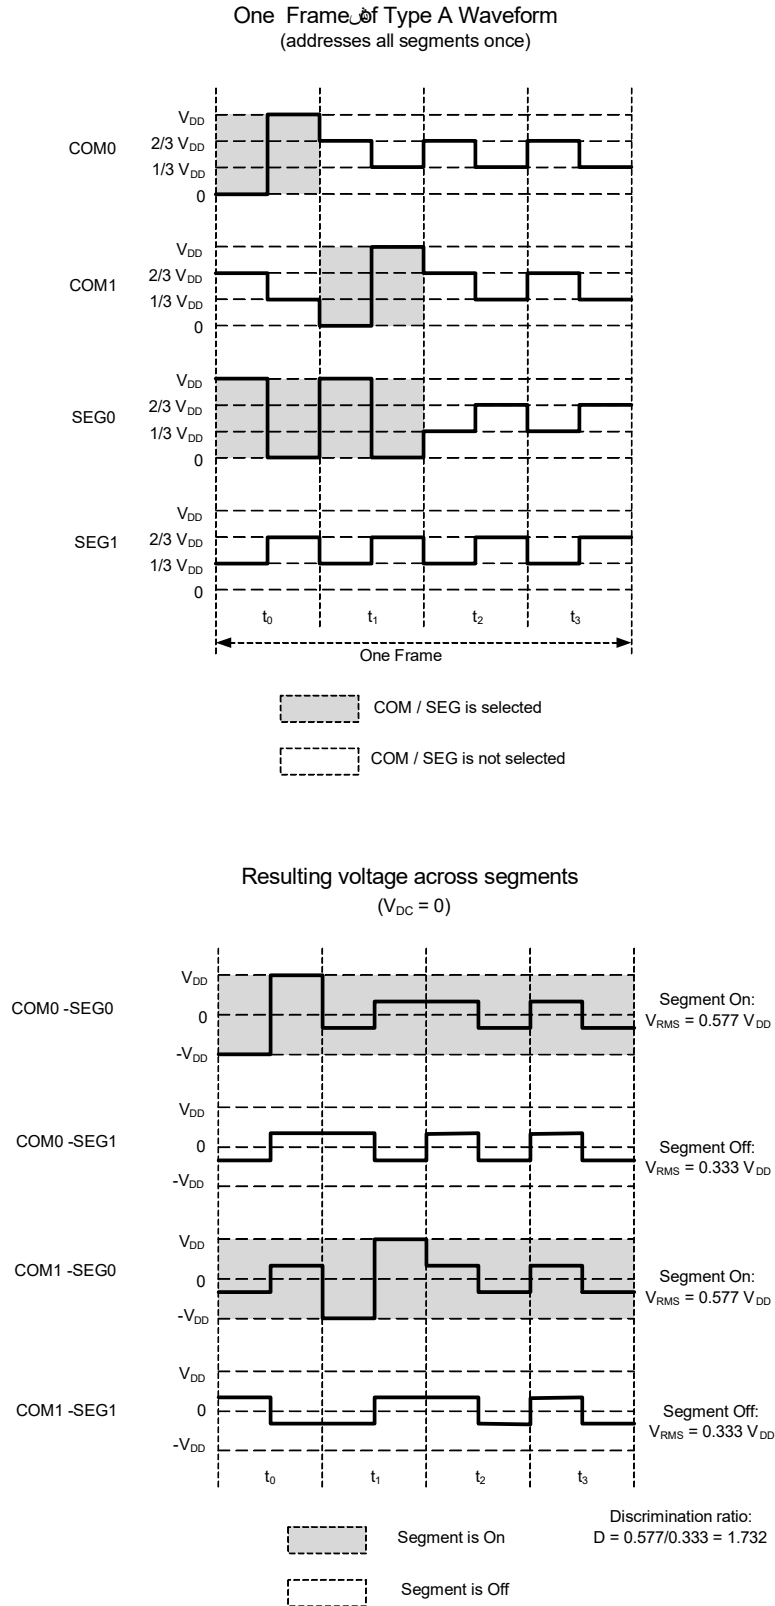 One Frame of Type A Waveform
(addresses all segments once)
COM0
VDD
2/3 VDD
1/3 VDD
0
COM1
VDD
2/3 VDD
1/3 VDD
0
SEG0
VDD
2/3 VDD
1/3 VDD
0
SEG1
VDD
2/3 VDD
1/3 VDD
0
t0 t1 t2 t3
One Frame
COM / SEG is selected
COM / SEG is not selected
Resulting voltage across segments
(VDC = 0)
COM0 -SEG0
VDD
0
-VDD
Segment On:
VRMS = 0.577 VDD
COM0 -SEG1
VDD
0
-VDD
Segment Off:
VRMS = 0.333 VDD
COM1 -SEG0
VDD
0
-VDD
Segment On:
VRMS = 0.577 VDD
COM1 -SEG1
VDD
0
-VDD
Segment Off:
VRMS = 0.333 VDD
t0 t1 t2 t3
Segment is On
Segment is Off
Discrimination ratio:
D = 0.577/0.333 = 1.732